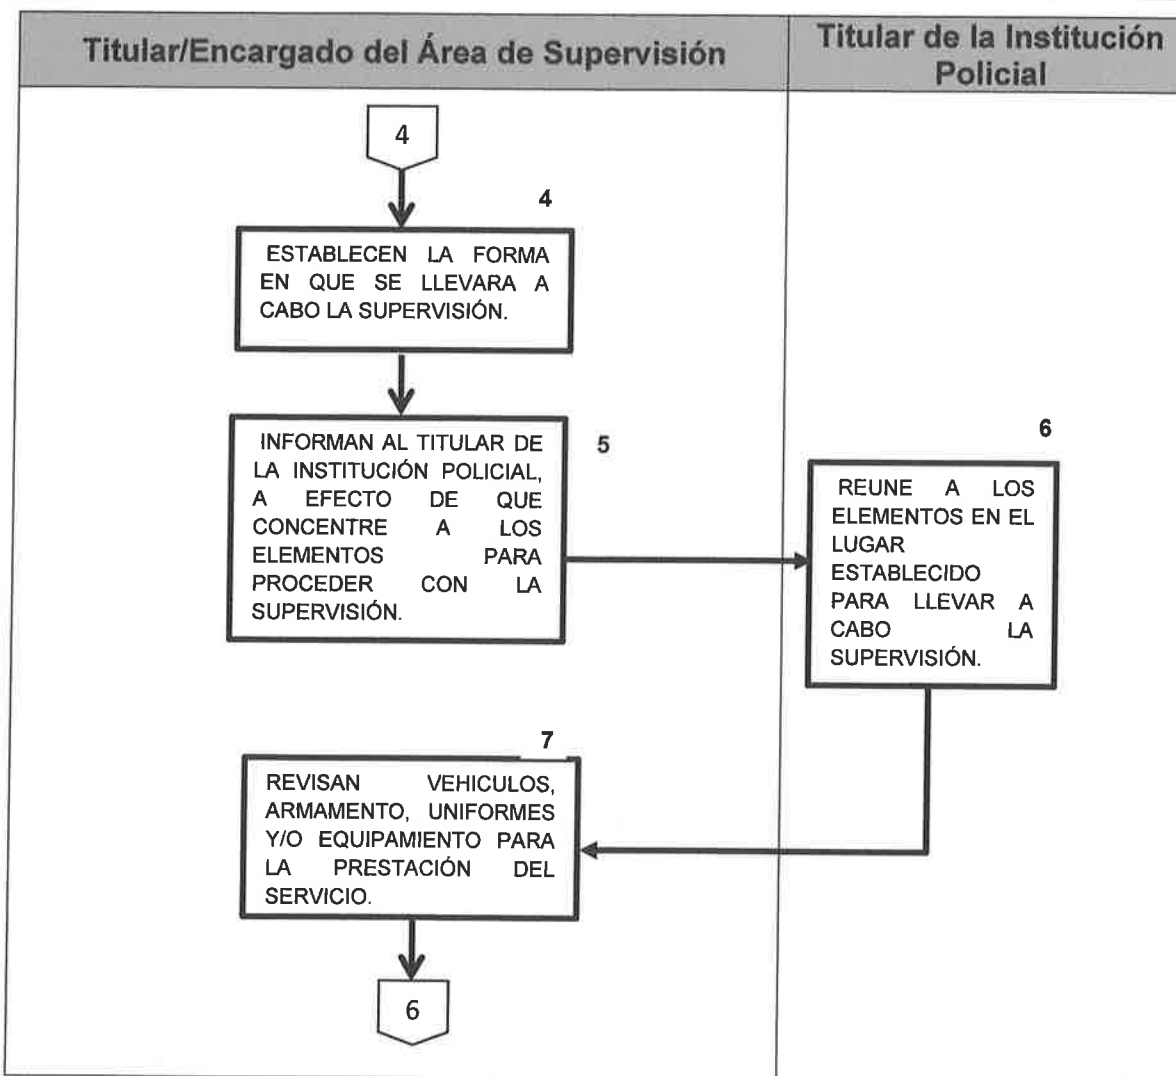 Titular/Encargado del Área de Supervisión
Titular de la Institución
Policial
4
4
ESTABLECEN LA FORMA
EN QUE SE LLEVARA A
CABO LA SUPERVISIÓN.
5
INFORMAN AL TITULAR DE
LA INSTITUCIÓN POLICIAL,
A EFECTO DE QUE
CONCENTRE A LOS
ELEMENTOS PARA
PROCEDER CON LA
SUPERVISIÓN.
6
REUNE A LOS
ELEMENTOS EN EL
LUGAR
ESTABLECIDO
PARA LLEVAR A
CABO LA
SUPERVISIÓN.
7
REVISAN VEHICULOS,
ARMAMENTO, UNIFORMES
Y/O EQUIPAMIENTO PARA
LA PRESTACIÓN DEL
SERVICIO.
6